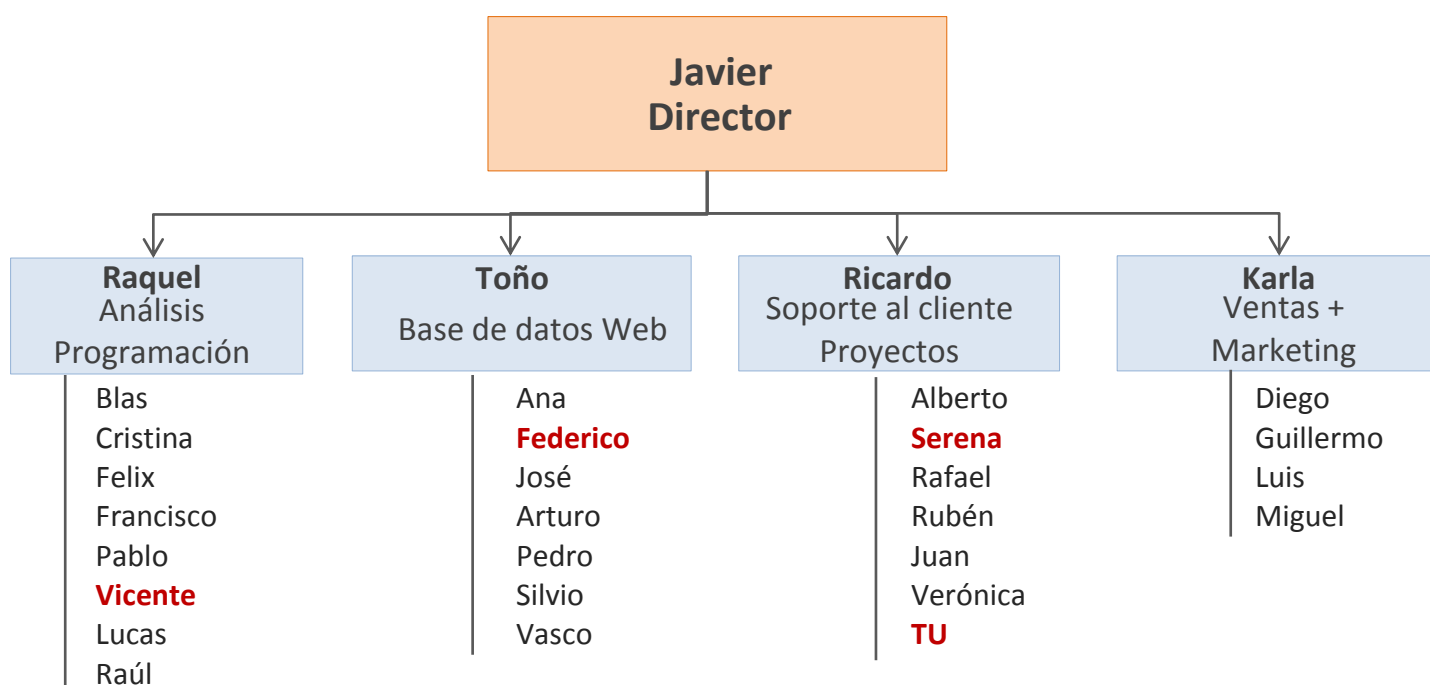 Javier
Director
Raquel
Análisis
Programación
Blas
Cristina
Felix
Francisco
Pablo
Vicente
Lucas
Raúl
Toño
Base de datos Web
Ana
Federico
José
Arturo
Pedro
Silvio
Vasco
Ricardo
Soporte al cliente
Proyectos
Alberto
Serena
Rafael
Rubén
Juan
Verónica
TU
Karla
Ventas +
Marketing
Diego
Guillermo
Luis
Miguel